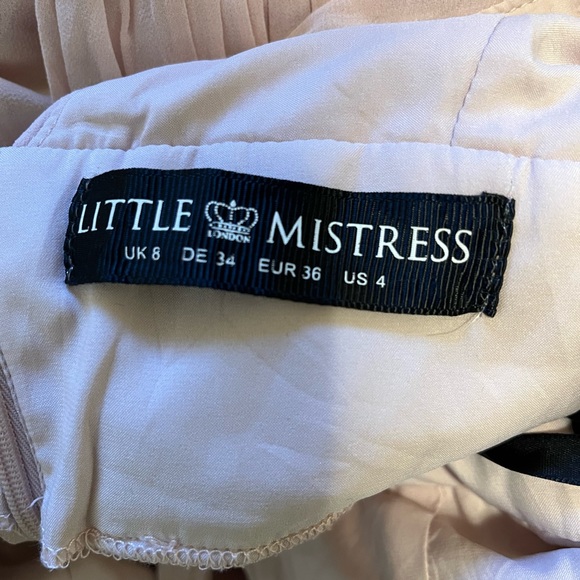 LITTLE MISTRESS
LONDON
UK 8 DE 34 EUR 36 US 4